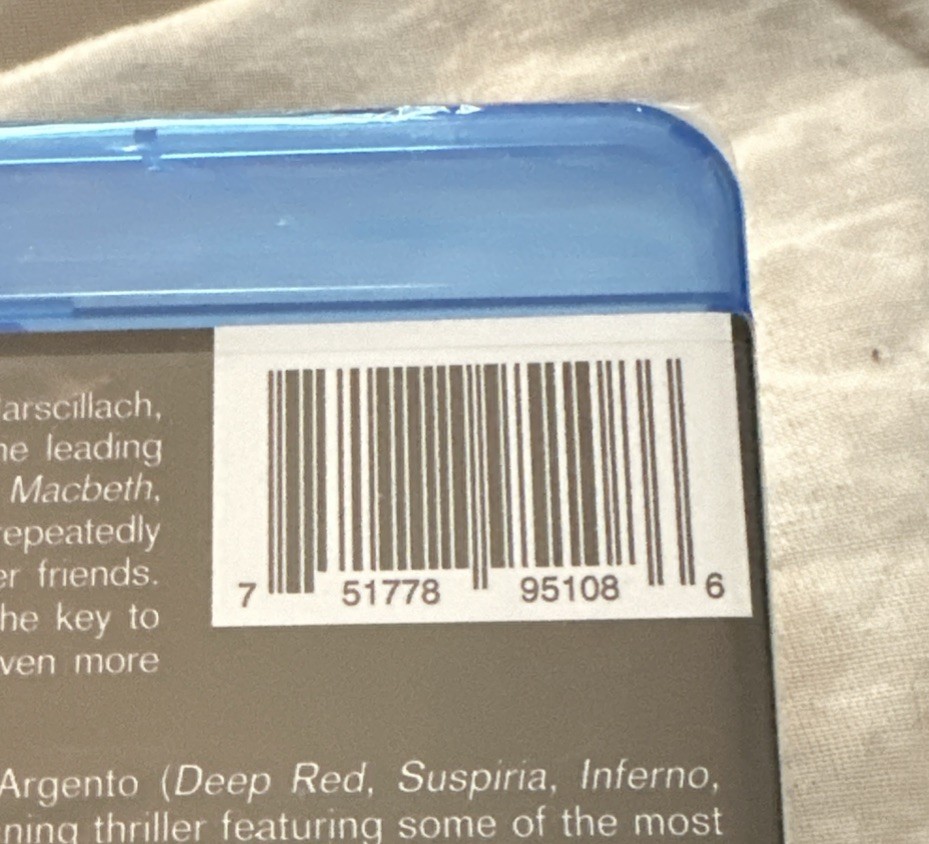 arscillach,
he leading
Macbeth,
repeatedly
er friends.
he key to
ven more
7 51778 95108 6
Argento (Deep Red, Suspiria, Inferno,
ning thriller featuring some of the most